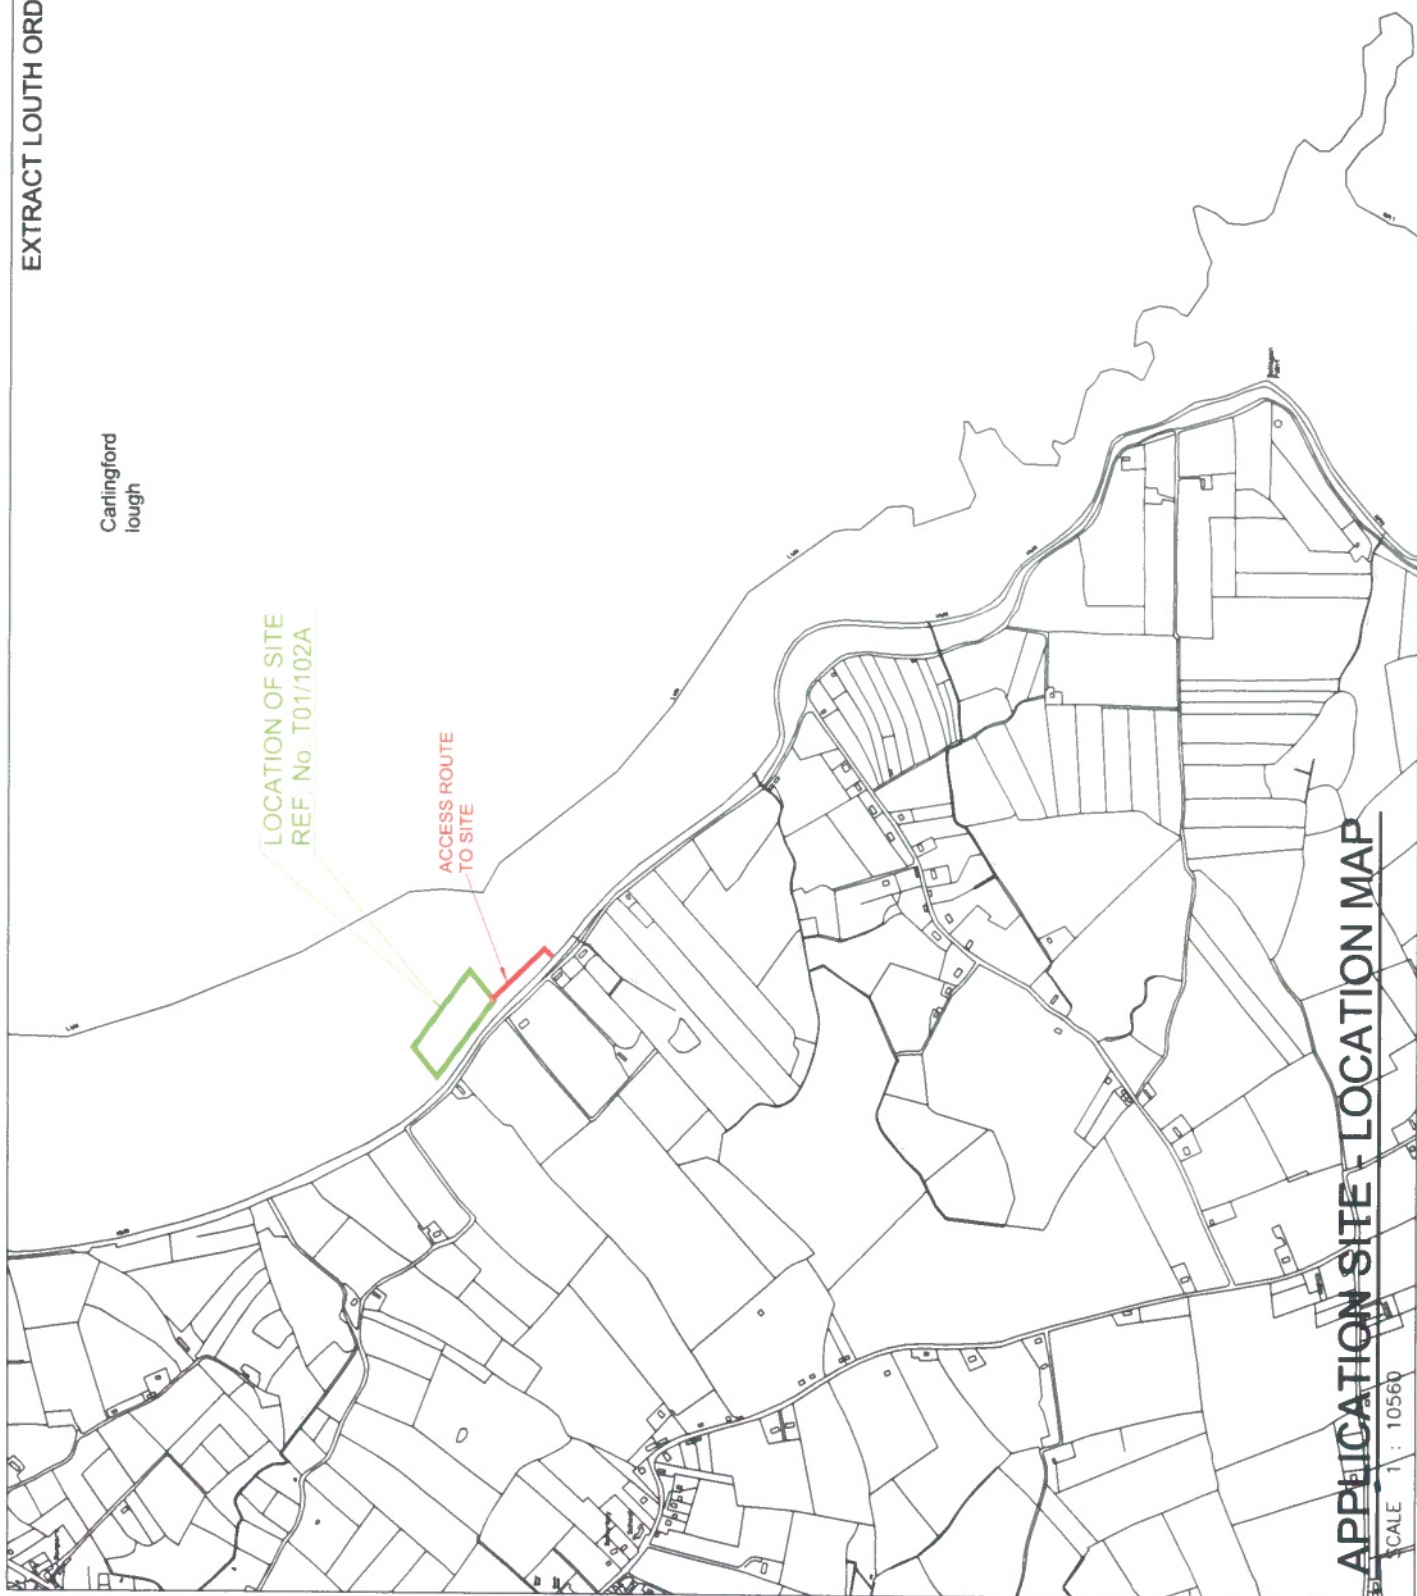 EXTRACT LOUTH ORD
Carlingford
lough
LOCATION OF SITE
REF. No. T01/102A
ACCESS ROUTE
TO SITE
APPLICATION SITE - LOCATION MAP
SCALE 1 : 10560